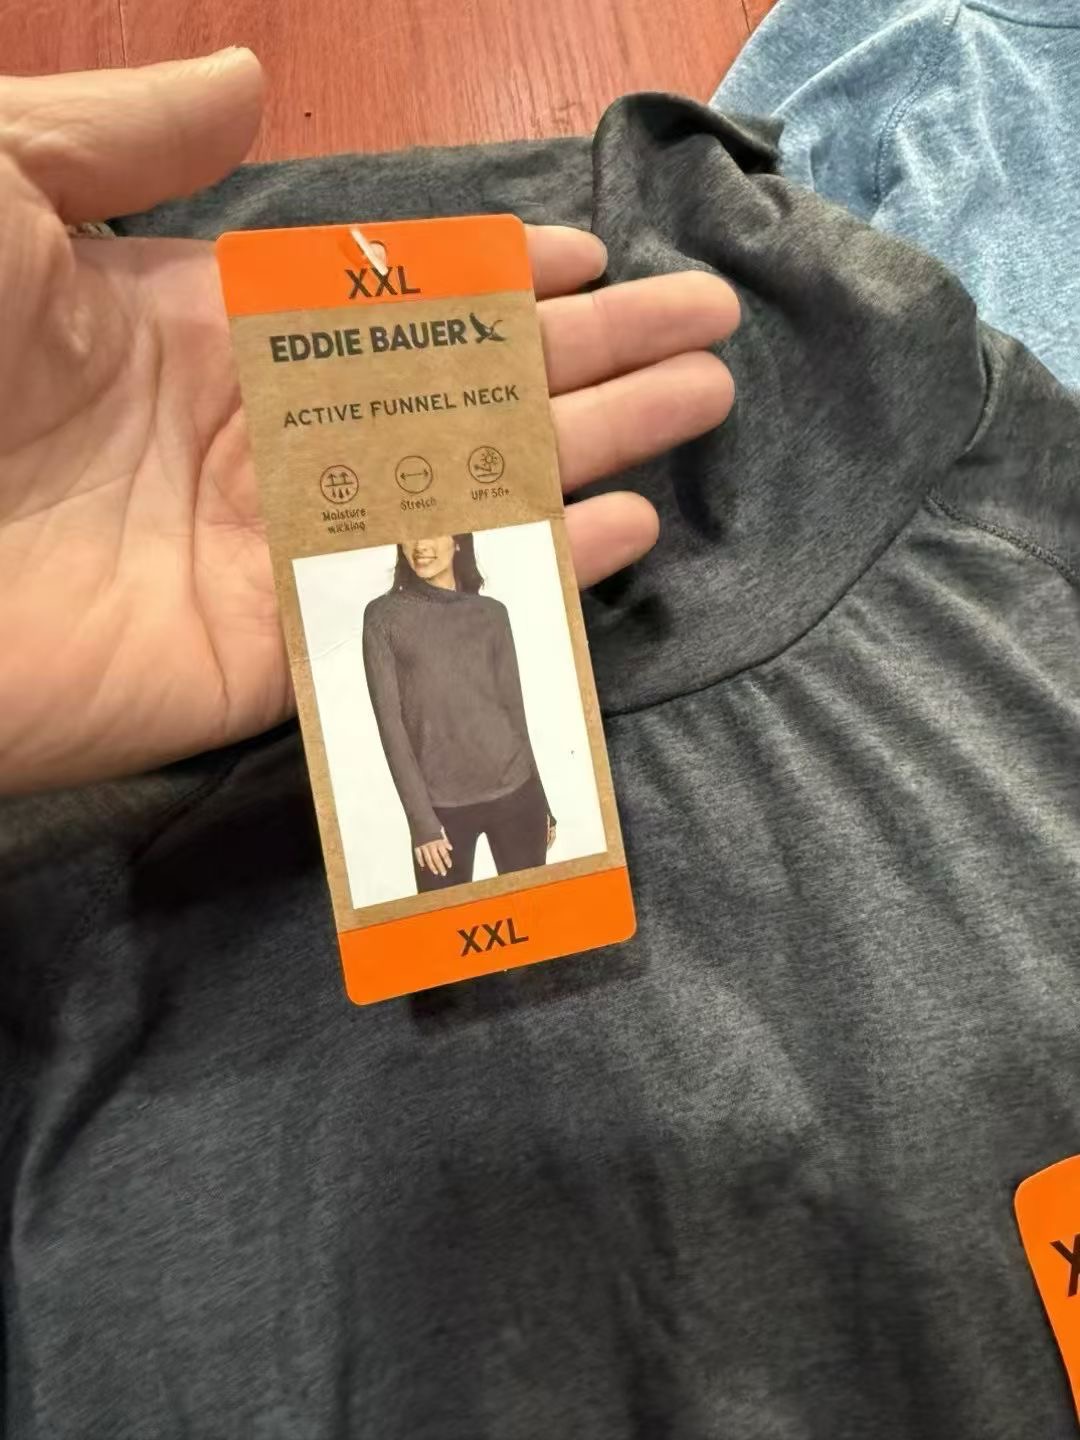 XXL
EDDIE BAUER
ACTIVE FUNNEL NECK
Moisture
wicking
Stretch
UPF 50+
XXL
X